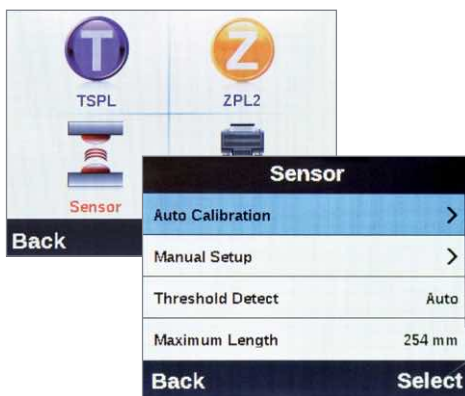 T
Z
TSPL
ZPL2
Sensor
Back
Sensor
Auto Calibration >
Manual Setup >
Threshold Detect Auto
Maximum Length 254 mm
Back Select